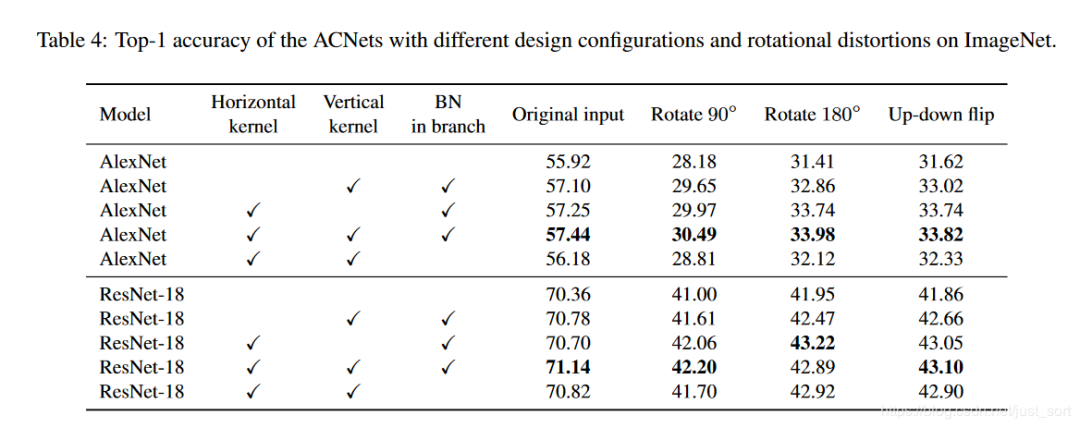 Table 4: Top-1 accuracy of the ACNets with different design configurations and rotational distortions on ImageNet.
Model Horizontal kernel Vertical kernel BN in branch Original input Rotate 90° Rotate 180° Up-down flip
AlexNet 55.92 28.18 31.41 31.62
AlexNet ✓ ✓ 57.10 29.65 32.86 33.02
AlexNet ✓ ✓ 57.25 29.97 33.74 33.74
AlexNet ✓ ✓ ✓ 57.44 30.49 33.98 33.82
AlexNet ✓ ✓ 56.18 28.81 32.12 32.33
ResNet-18 70.36 41.00 41.95 41.86
ResNet-18 ✓ ✓ 70.78 41.61 42.47 42.66
ResNet-18 ✓ ✓ 70.70 42.06 43.22 43.05
ResNet-18 ✓ ✓ ✓ 71.14 42.20 42.89 43.10
ResNet-18 ✓ ✓ 70.82 41.70 42.92 42.90
https://blog.csdn.net/just_sort